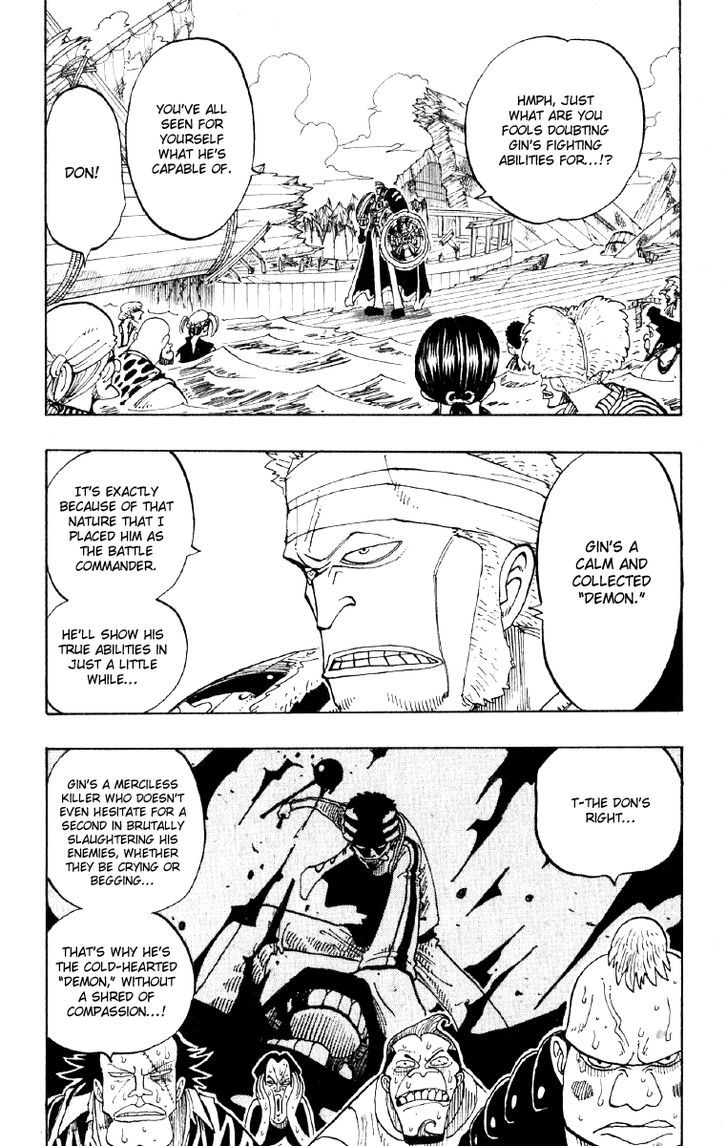 HMPH, JUST
WHAT ARE YOU
FOOLS DOUBTING
GIN'S FIGHTING
ABILITIES FOR...!?
YOU'VE ALL
SEEN FOR
YOURSELF
WHAT HE'S
CAPABLE OF.
DON!
GIN'S A
CALM AND
COLLECTED
"DEMON."
IT'S EXACTLY
BECAUSE OF THAT
NATURE THAT I
PLACED HIM AS
THE BATTLE
COMMANDER.
HE'LL SHOW HIS
TRUE ABILITIES IN
JUST A LITTLE
WHILE...
T-THE DON'S
RIGHT...
GIN'S A MERCILESS
KILLER WHO DOESN'T
EVEN HESITATE FOR A
SECOND IN BRUTALLY
SLAUGHTERING HIS
ENEMIES, WHETHER
THEY BE CRYING OR
BEGGING...
THAT'S WHY HE'S
THE COLD-HEARTED
"DEMON," WITHOUT
A SHRED OF
COMPASSION...!